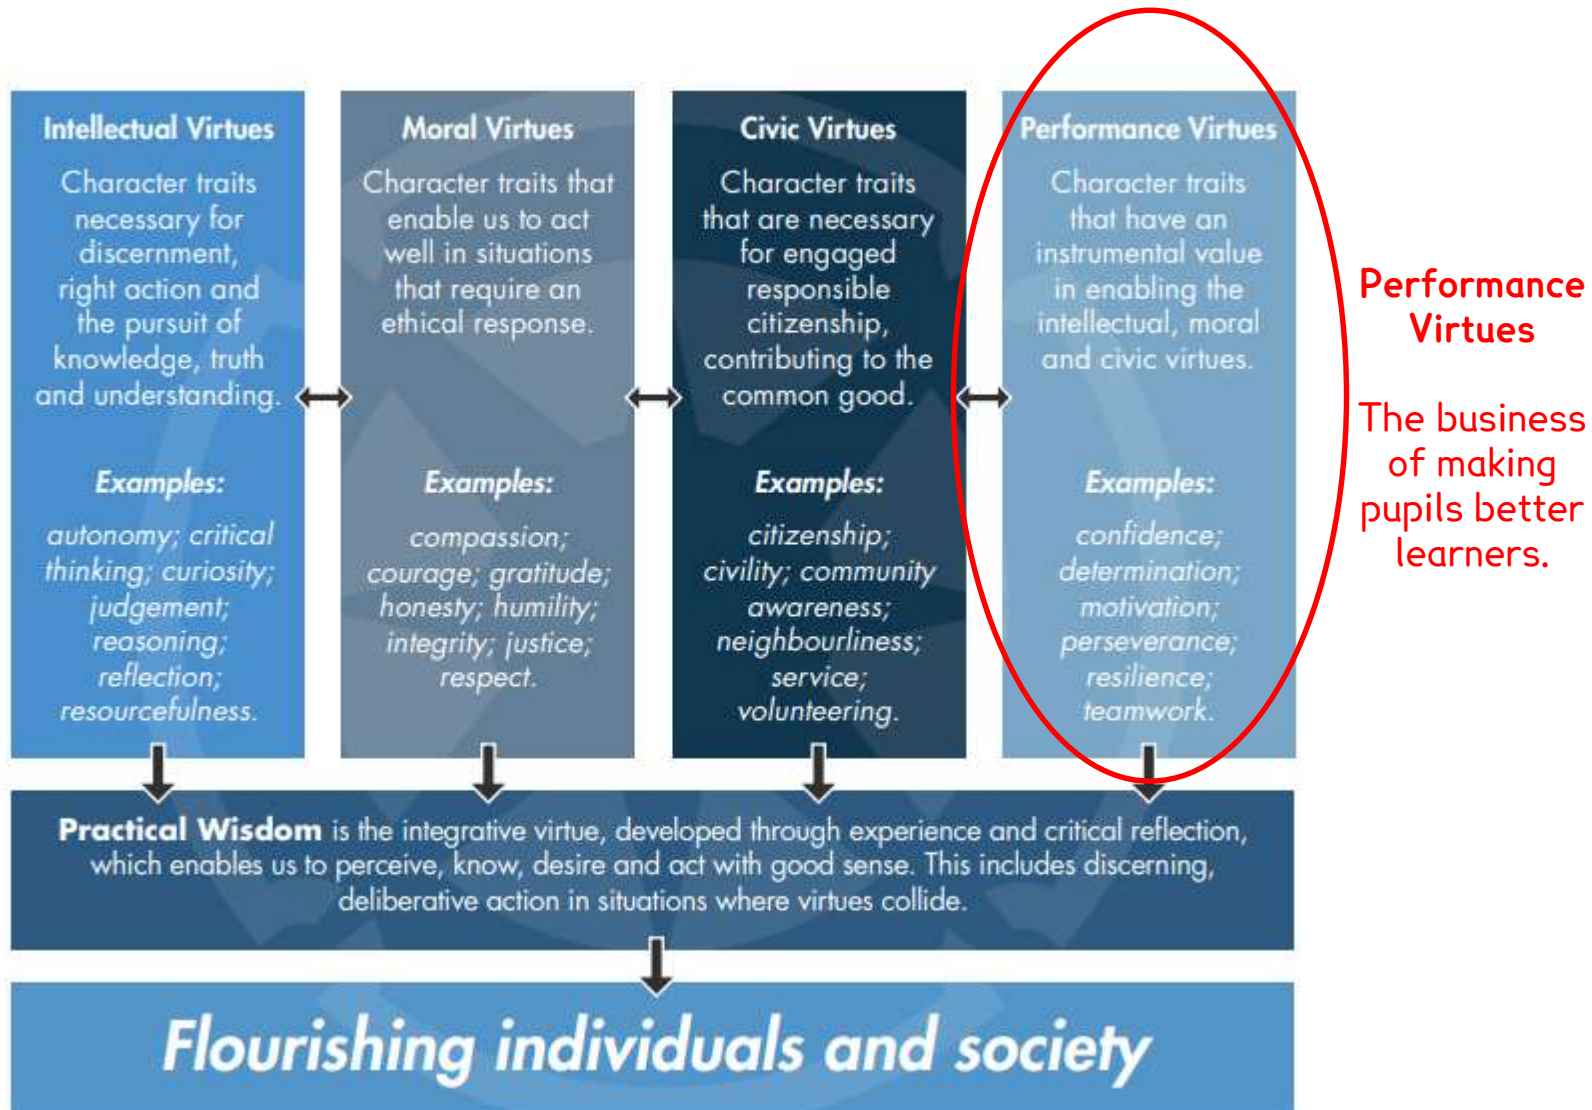 Intellectual Virtues
Character traits
necessary for
discernment,
right action and
the pursuit of
knowledge, truth
and understanding.
Examples:
autonomy; critical
thinking; curiosity;
judgement;
reasoning;
reflection;
resourcefulness.
Moral Virtues
Character traits that
enable us to act
well in situations
that require an
ethical response.
Examples:
compassion;
courage; gratitude;
honesty; humility;
integrity; justice;
respect.
Civic Virtues
Character traits
that are necessary
for engaged
responsible
citizenship,
contributing to the
common good.
Examples:
citizenship;
civility; community
awareness;
neighbourliness;
service;
volunteering.
Performance Virtues
Character traits
that have an
instrumental value
in enabling the
intellectual, moral
and civic virtues.
Examples:
confidence;
determination;
motivation;
perseverance;
resilience;
teamwork.
Performance
Virtues
The business
of making
pupils better
learners.
Practical Wisdom is the integrative virtue, developed through experience and critical reflection,
which enables us to perceive, know, desire and act with good sense. This includes discerning,
deliberative action in situations where virtues collide.
Flourishing individuals and society